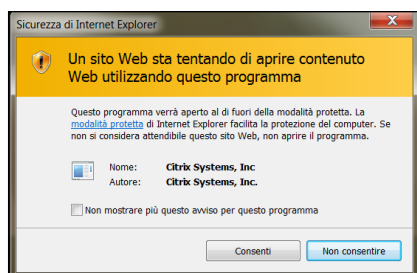 Sicurezza di Internet Explorer
Un sito Web sta tentando di aprire contenuto
Web utilizzando questo programma
Questo programma verrà aperto al di fuori della modalità protetta. La
modalità protetta di Internet Explorer facilita la protezione del computer. Se
non si considera attendibile questo sito Web, non aprire il programma.
Nome: Citrix Systems, Inc
Autore: Citrix Systems, Inc.
Non mostrare più questo avviso per questo programma
Consenti Non consentire